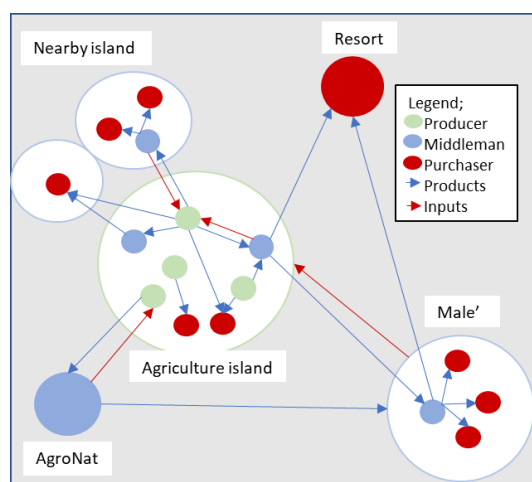 Nearby island
Resort
Legend;
Producer
Middleman
Purchaser
Products
Inputs
Male’
Agriculture island
AgroNat